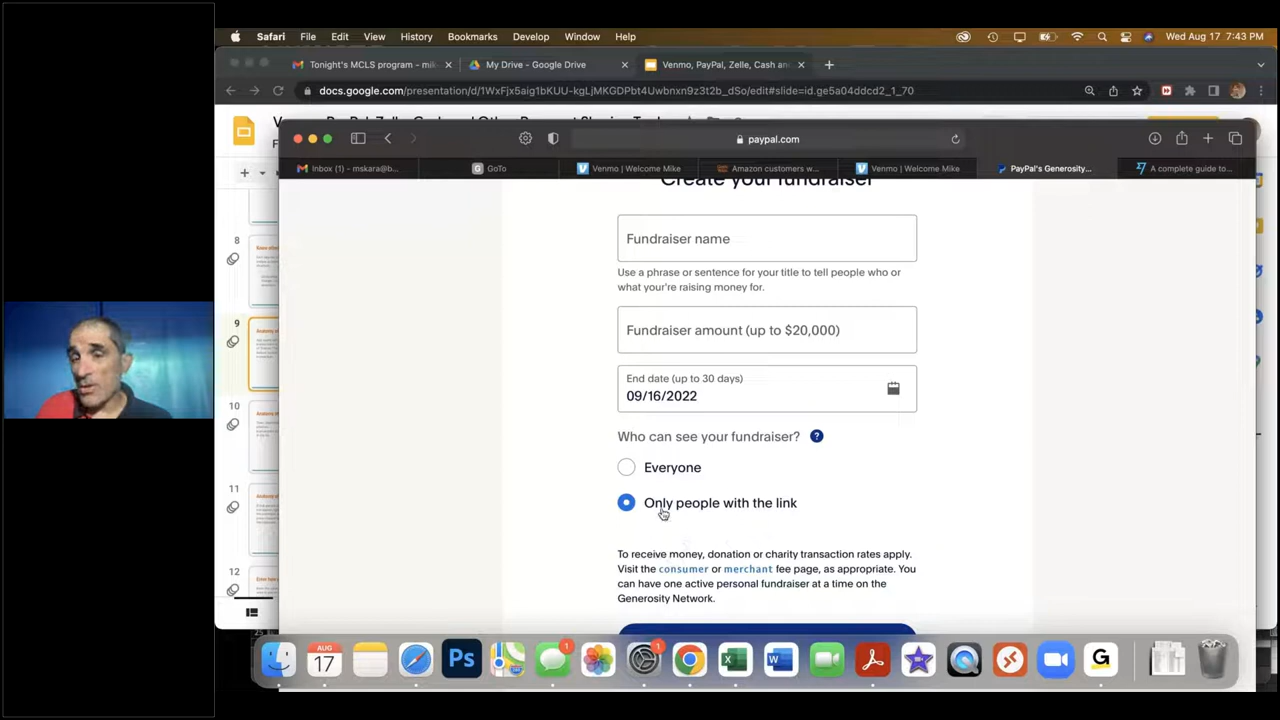 Safari File Edit View History Bookmarks Develop Window Help
Wed Aug 17 7:43 PM
Tonight's MCLS program - mik
My Drive - Google Drive
Venmo, PayPal, Zelle, Cash an
docs.google.com/presentation/d/1WxFjx5aig1bKUU-kgLjMKGDPbt4Uwbnxn9z3t2b_dSo/edit#slide=id.ge5a04ddcd2_1_70
paypal.com
Inbox (1) - mskara@b...
GoTo
Venmo | Welcome Mike
Amazon customers w...
Venmo | Welcome Mike
PayPal's Generosity...
A complete guide to...
Create your fundraiser
Fundraiser name
Use a phrase or sentence for your title to tell people who or
what your're raising money for.
Fundraiser amount (up to $20,000)
End date (up to 30 days)
09/16/2022
Who can see your fundraiser? ?
Everyone
Only people with the link
To receive money, donation or charity transaction rates apply.
Visit the consumer or merchant fee page, as appropriate. You
can have one active personal fundraiser at a time on the
Generosity Network.
8
9
10
11
12
AUG
17
Ps
1
1
X
W
G